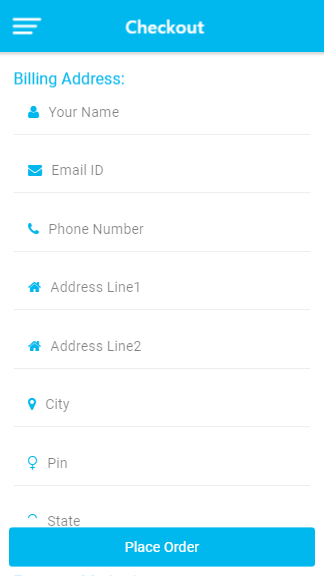 Checkout
Billing Address:
Your Name
Email ID
Phone Number
Address Line1
Address Line2
City
Pin
State
Place Order